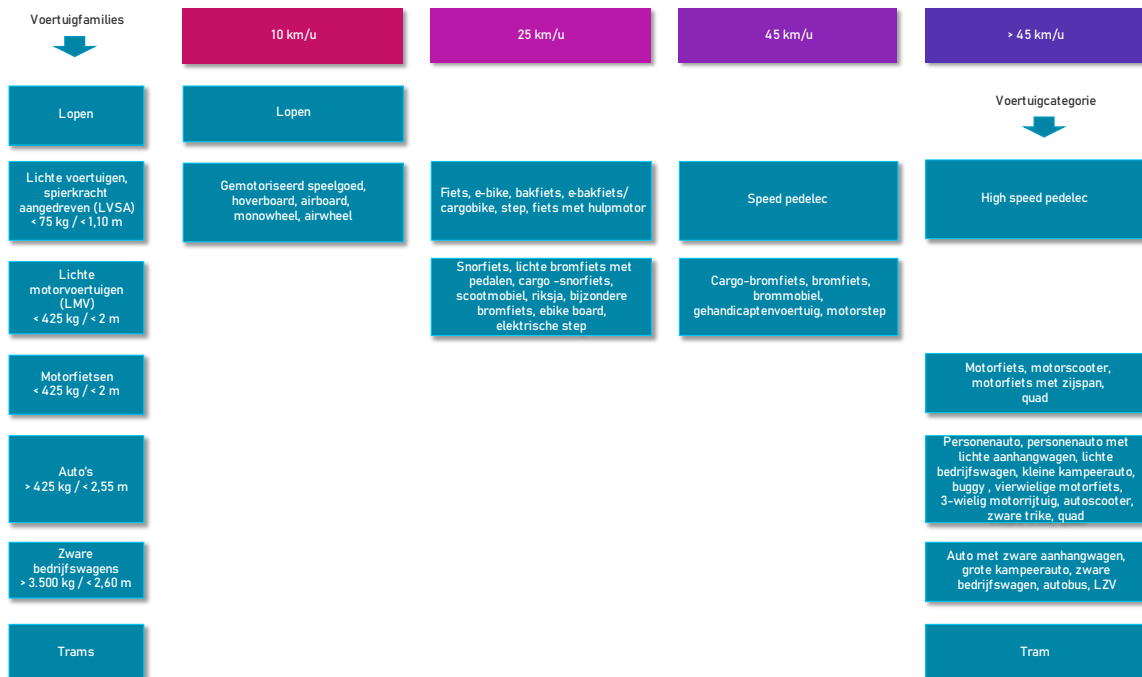 Voertuigfamilies
10 km/u
25 km/u
45 km/u
> 45 km/u
Voertuigcategorie
Lopen
Lopen
Lichte voertuigen,
spierkracht
aangedreven (LVSA)
< 75 kg / < 1,10 m
Gemotoriseerd speelgoed,
hoverboard, airboard,
monowheel, airwheel
Fiets, e-bike, bakfiets, e-bakfiets/
cargobike, step, fiets met hulpmotor
Speed pedelec
High speed pedelec
Lichte
motorvoertuigen
(LMV)
< 425 kg / < 2 m
Snorfiets, lichte bromfiets met
pedalen, cargo -snorfiets,
scootmobiel, riksja, bijzondere
bromfiets, ebike board,
elektrische step
Cargo-bromfiets, bromfiets,
brommobiel,
gehandicaptenvoertuig, motorstep
Motorfietsen
< 425 kg / < 2 m
Motorfiets, motorscooter,
motorfiets met zijspan,
quad
Auto's
> 425 kg / < 2,55 m
Personenauto, personenauto met
lichte aanhangwagen, lichte
bedrijfswagen, kleine kampeerauto,
buggy , vierwielige motorfiets,
3-wielig motorrijtuig, autoscooter,
zware trike, quad
Zware
bedrijfswagens
> 3.500 kg / < 2,60 m
Auto met zware aanhangwagen,
grote kampeerauto, zware
bedrijfswagen, autobus, LZV
Trams
Tram